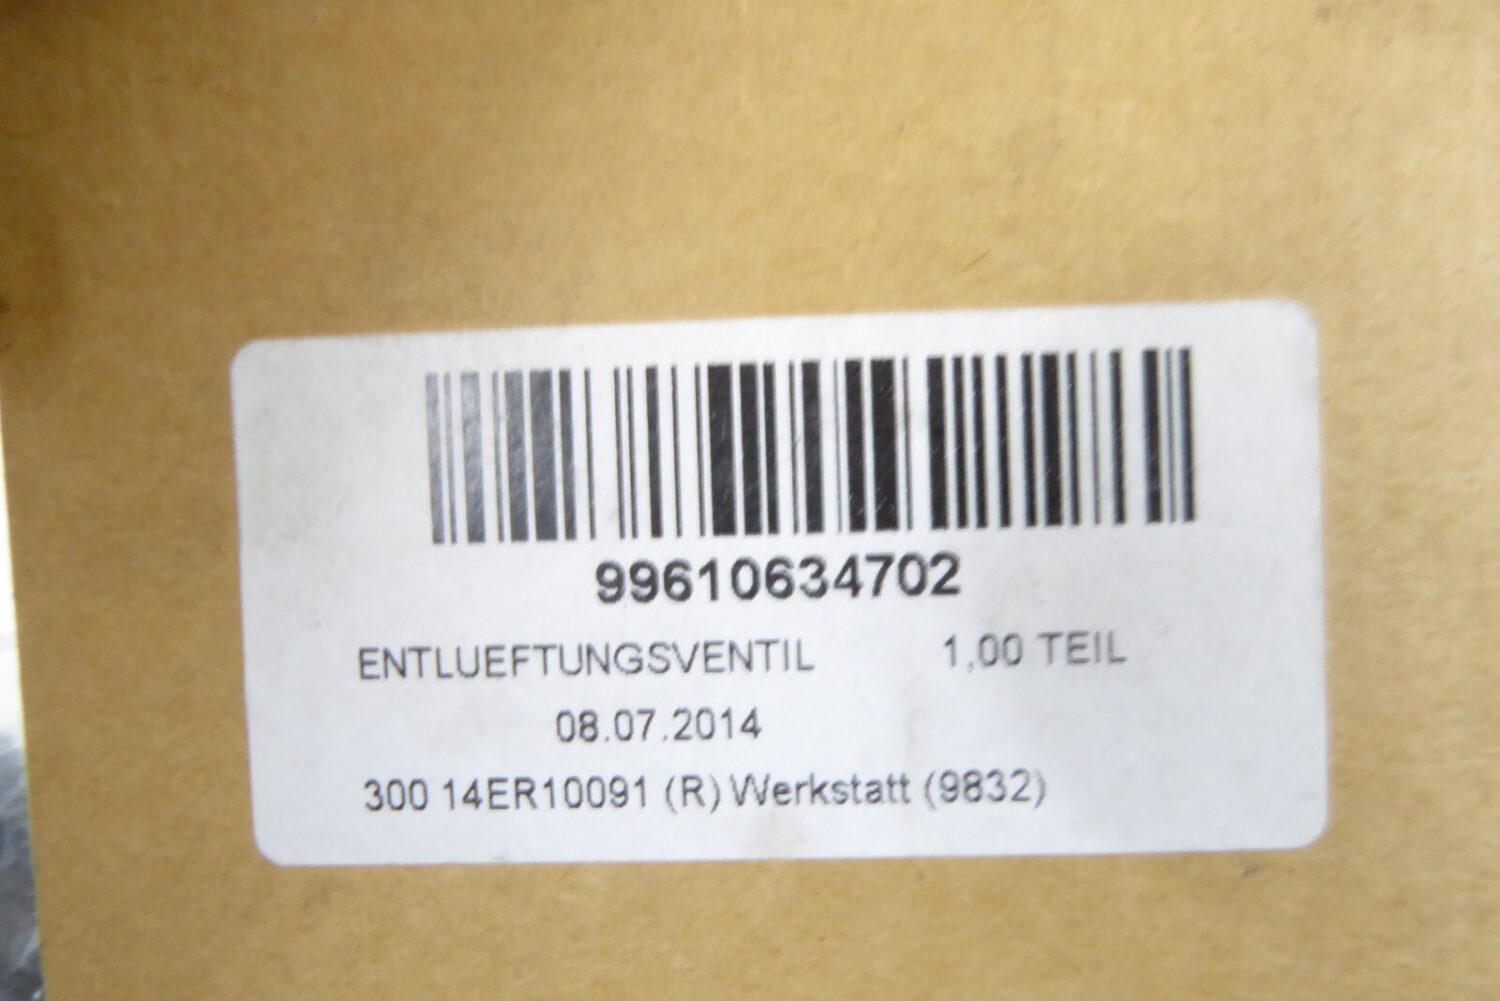 99610634702
ENTLUEFTUNGSVENTIL 1,00 TEIL
08.07.2014
300 14ER10091 (R) Werkstatt (9832)